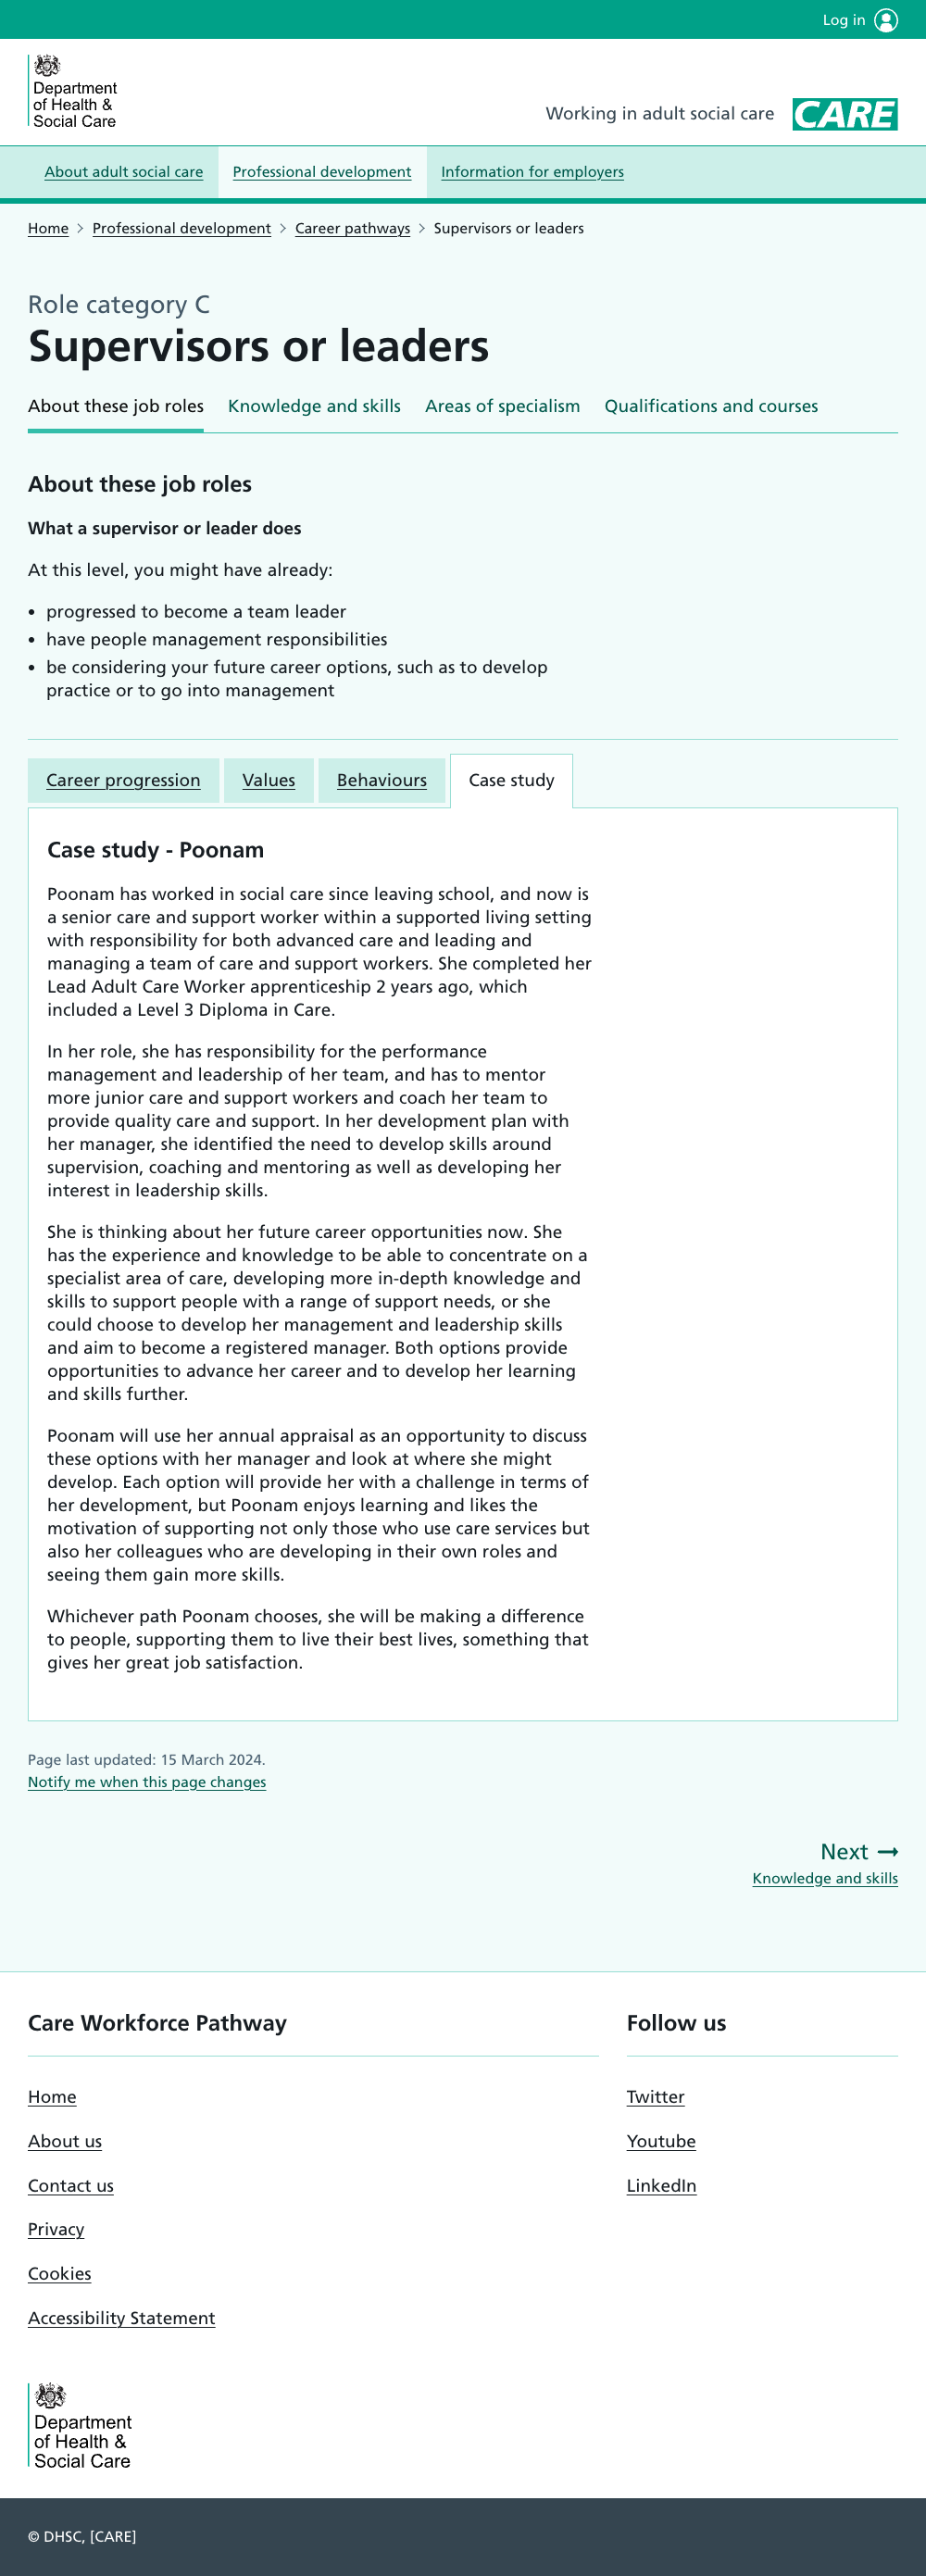 Log in
Department
of Health &
Social Care
Working in adult social care
CARE
About adult social care
Professional development
Information for employers
Home
Professional development
Career pathways
Supervisors or leaders
Role category C
Supervisors or leaders
About these job roles
Knowledge and skills
Areas of specialism
Qualifications and courses
About these job roles
What a supervisor or leader does
At this level, you might have already:
• progressed to become a team leader
• have people management responsibilities
• be considering your future career options, such as to develop
practice or to go into management
Career progression
Values
Behaviours
Case study
Case study - Poonam
Poonam has worked in social care since leaving school, and now is
a senior care and support worker within a supported living setting
with responsibility for both advanced care and leading and
managing a team of care and support workers. She completed her
Lead Adult Care Worker apprenticeship 2 years ago, which
included a Level 3 Diploma in Care.
In her role, she has responsibility for the performance
management and leadership of her team, and has to mentor
more junior care and support workers and coach her team to
provide quality care and support. In her development plan with
her manager, she identified the need to develop skills around
supervision, coaching and mentoring as well as developing her
interest in leadership skills.
She is thinking about her future career opportunities now. She
has the experience and knowledge to be able to concentrate on a
specialist area of care, developing more in-depth knowledge and
skills to support people with a range of support needs, or she
could choose to develop her management and leadership skills
and aim to become a registered manager. Both options provide
opportunities to advance her career and to develop her learning
and skills further.
Poonam will use her annual appraisal as an opportunity to discuss
these options with her manager and look at where she might
develop. Each option will provide her with a challenge in terms of
her development, but Poonam enjoys learning and likes the
motivation of supporting not only those who use care services but
also her colleagues who are developing in their own roles and
seeing them gain more skills.
Whichever path Poonam chooses, she will be making a difference
to people, supporting them to live their best lives, something that
gives her great job satisfaction.
Page last updated: 15 March 2024.
Notify me when this page changes
Next
Knowledge and skills
Care Workforce Pathway
Home
About us
Contact us
Privacy
Cookies
Accessibility Statement
Follow us
Twitter
Youtube
LinkedIn
Department
of Health &
Social Care
© DHSC, [CARE]